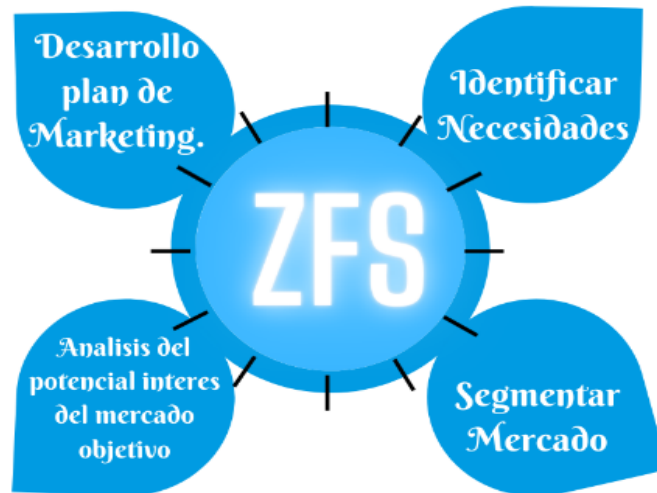 Desarrollo
plan de
Marketing.
Identificar
Necesidades
ZFS
Analisis del
potencial interes
del mercado
objetivo
Segmentar
Mercado